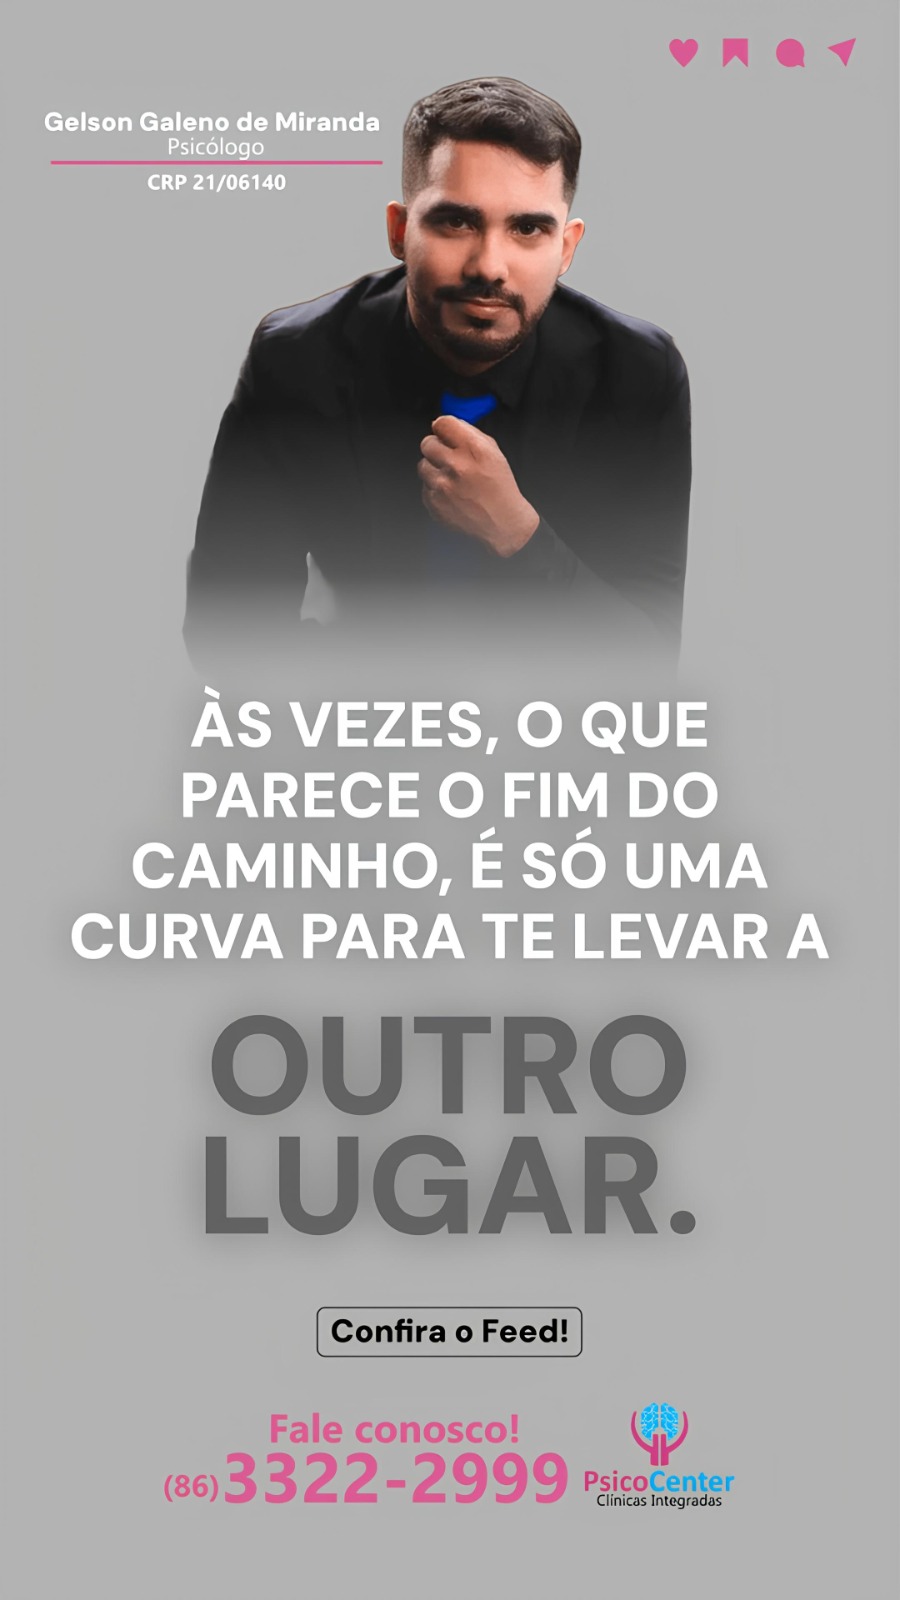 Gelson Galeno de Miranda
Psicólogo
CRP 21/06140
ÀS VEZES, O QUE
PARECE O FIM DO
CAMINHO, É SÓ UMA
CURVA PARA TE LEVAR A
OUTRO
LUGAR.
Confira o Feed!
Fale conosco!
(86) 3322-2999
PsicoCenter
Clínicas Integradas